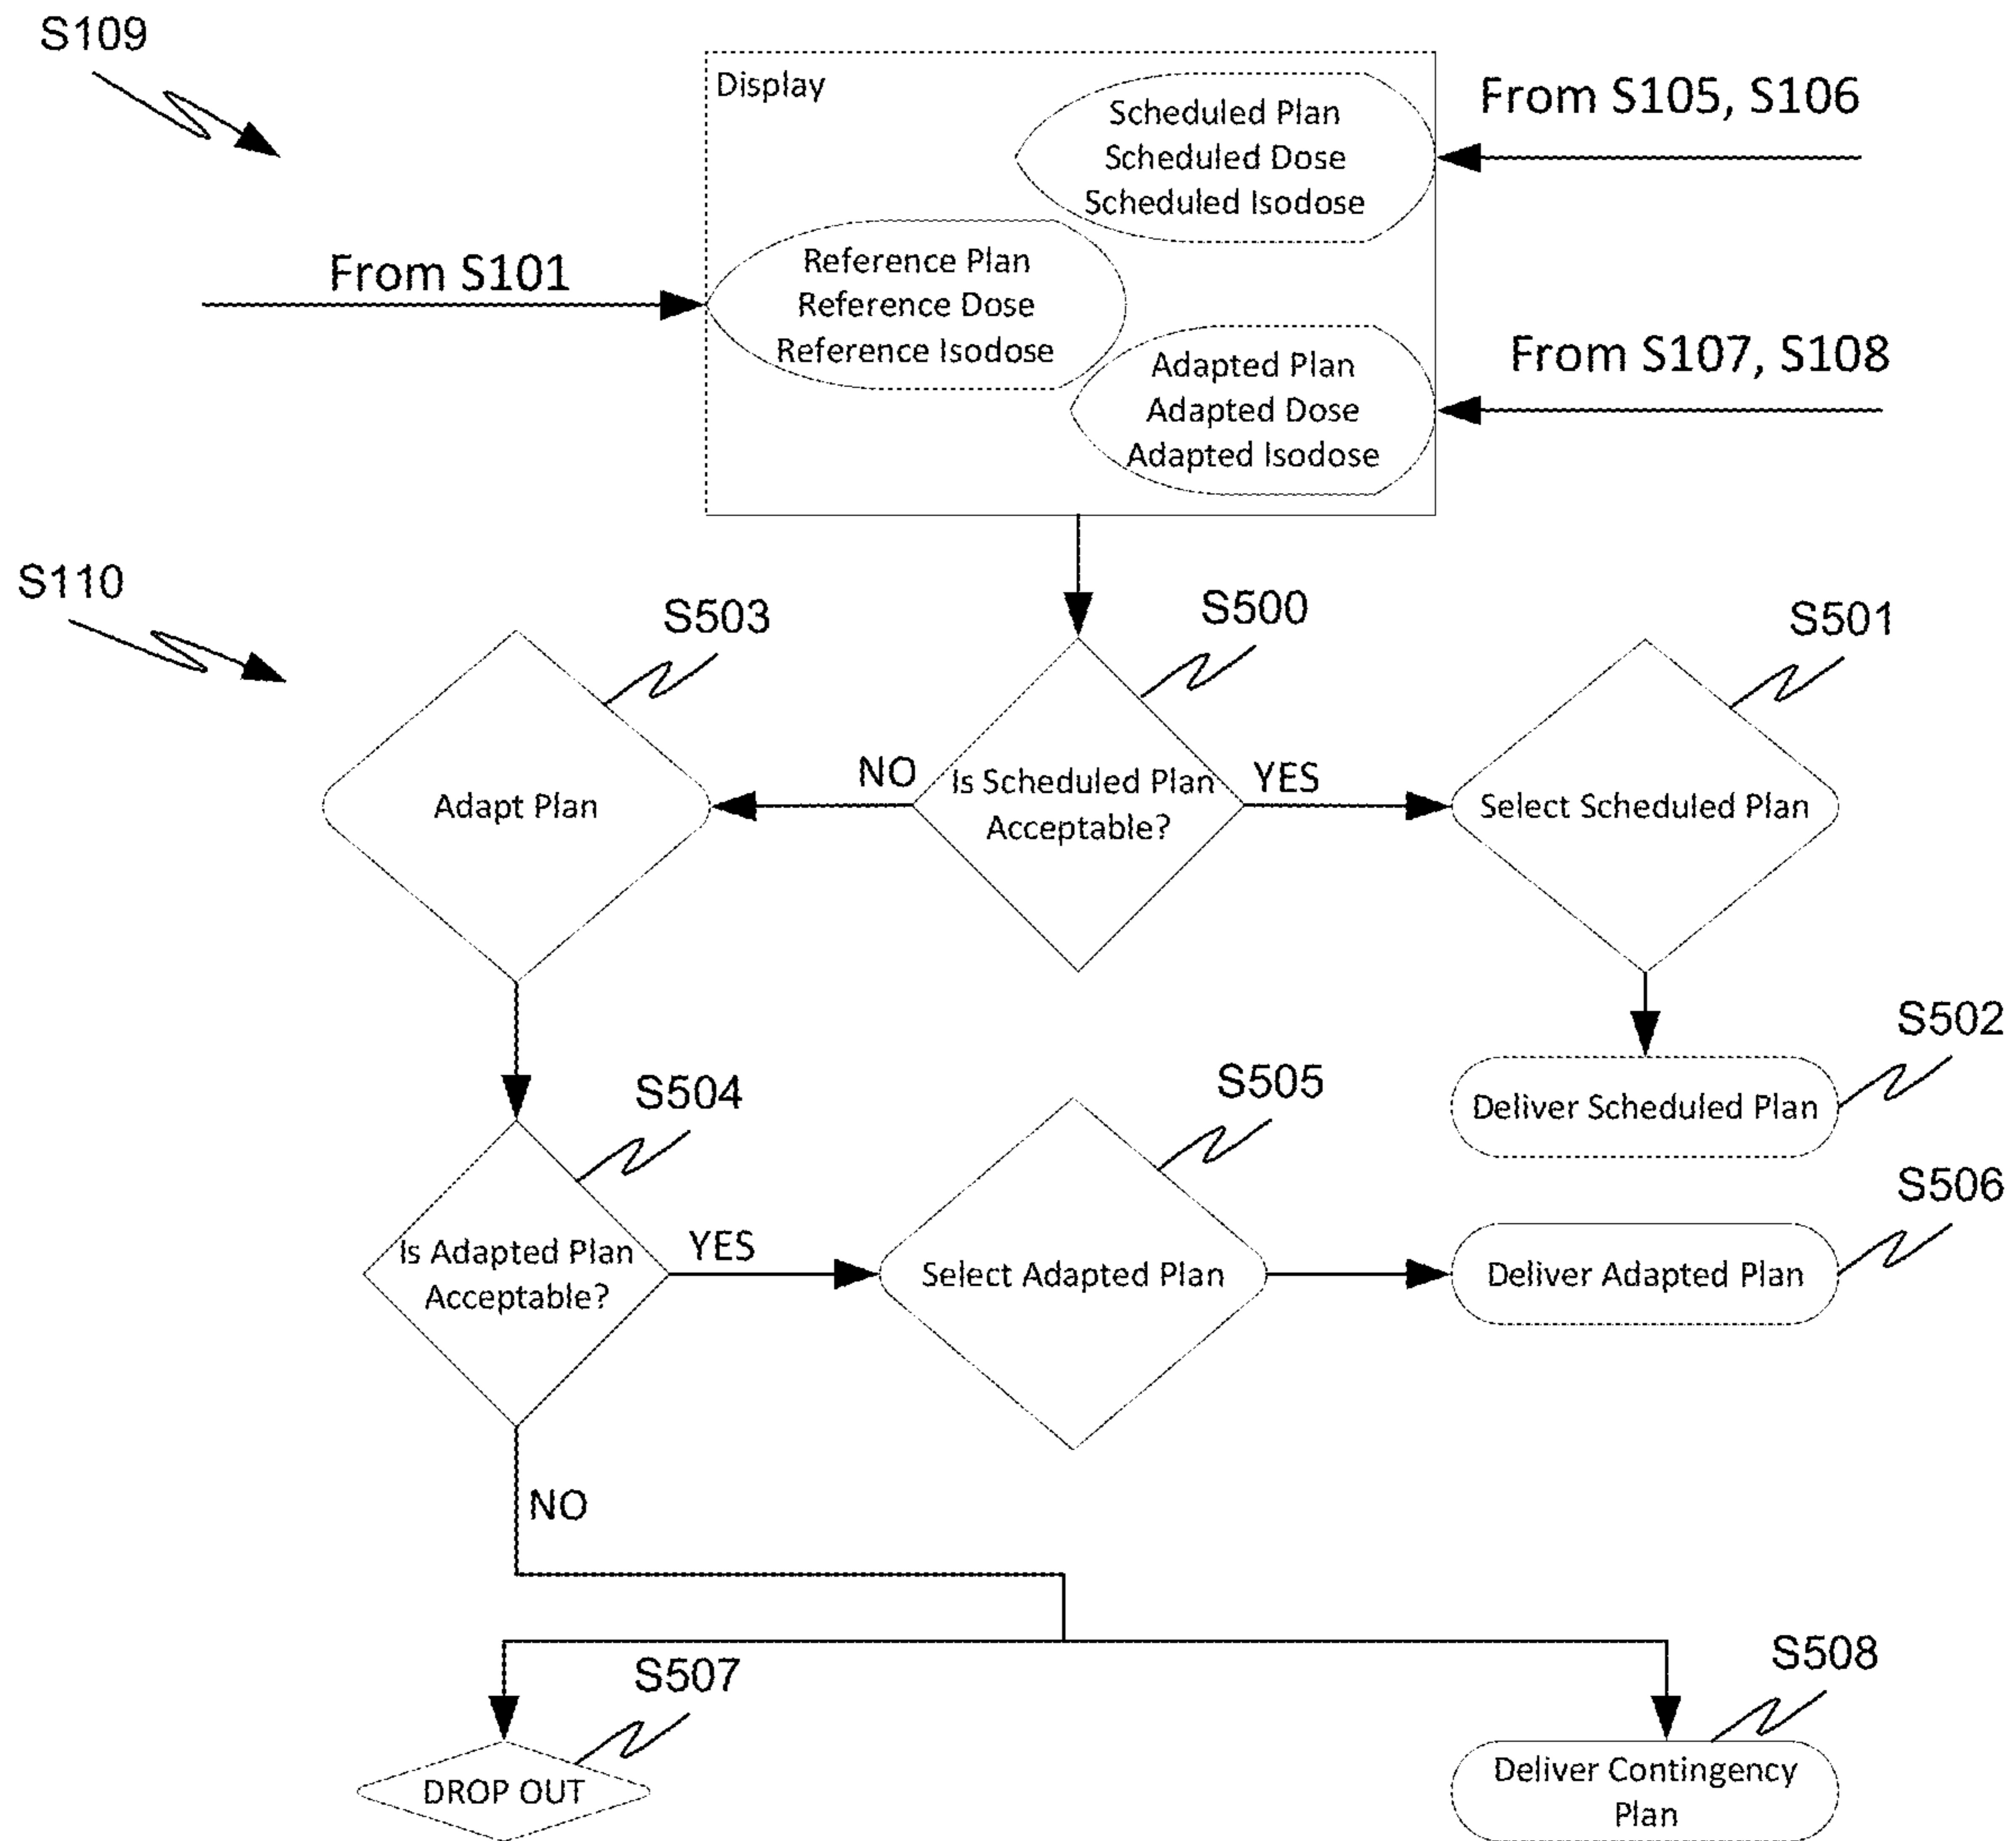 S109
Display
Scheduled Plan
Scheduled Dose
Scheduled Isodose
From S105, S106
From S101
Reference Plan
Reference Dose
Reference Isodose
Adapted Plan
Adapted Dose
Adapted Isodose
From S107, S108
S110
S503
S500
S501
Adapt Plan
NO
Is Scheduled Plan
Acceptable?
YES
Select Scheduled Plan
S502
Deliver Scheduled Plan
S504
S505
S506
Is Adapted Plan
Acceptable?
YES
Select Adapted Plan
Deliver Adapted Plan
NO
S507
S508
DROP OUT
Deliver Contingency
Plan